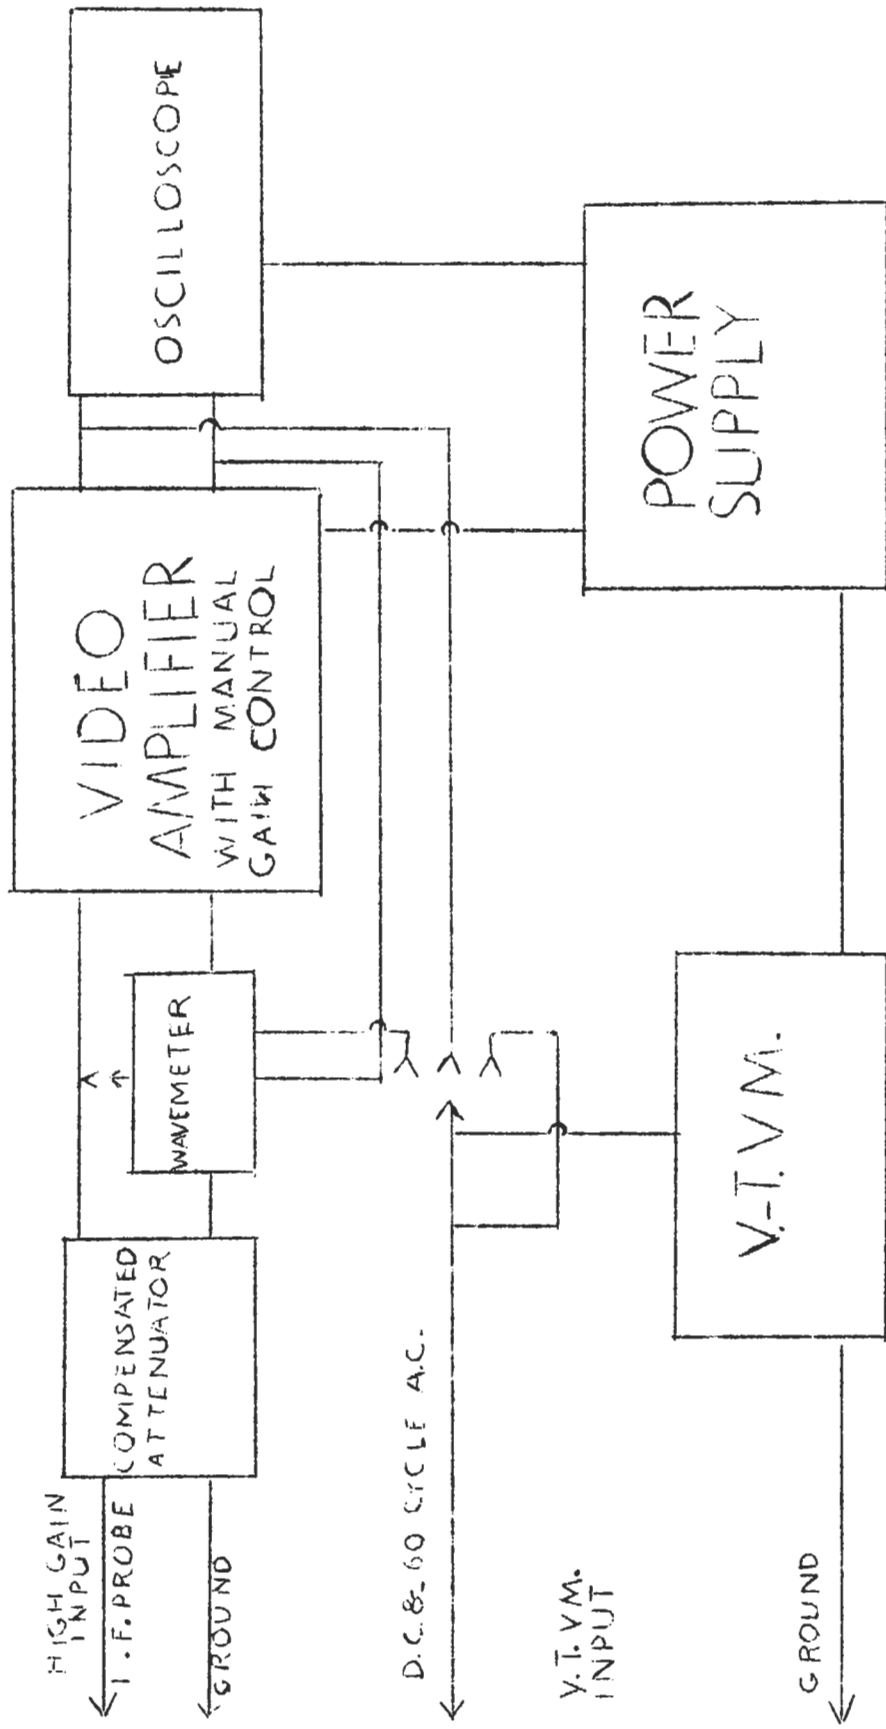 HIGH GAIN
INPUT
I.F. PROBE
GROUND
COMPENSATED
ATTENUATOR
WAVEMETER
VIDEO
AMPLIFIER
WITH MANUAL
GAIN CONTROL
OSCILLOSCOPE
D.C. & 60 CYCLE A.C.
V.T.V.M.
INPUT
GROUND
V.-T.V.M.
POWER
SUPPLY